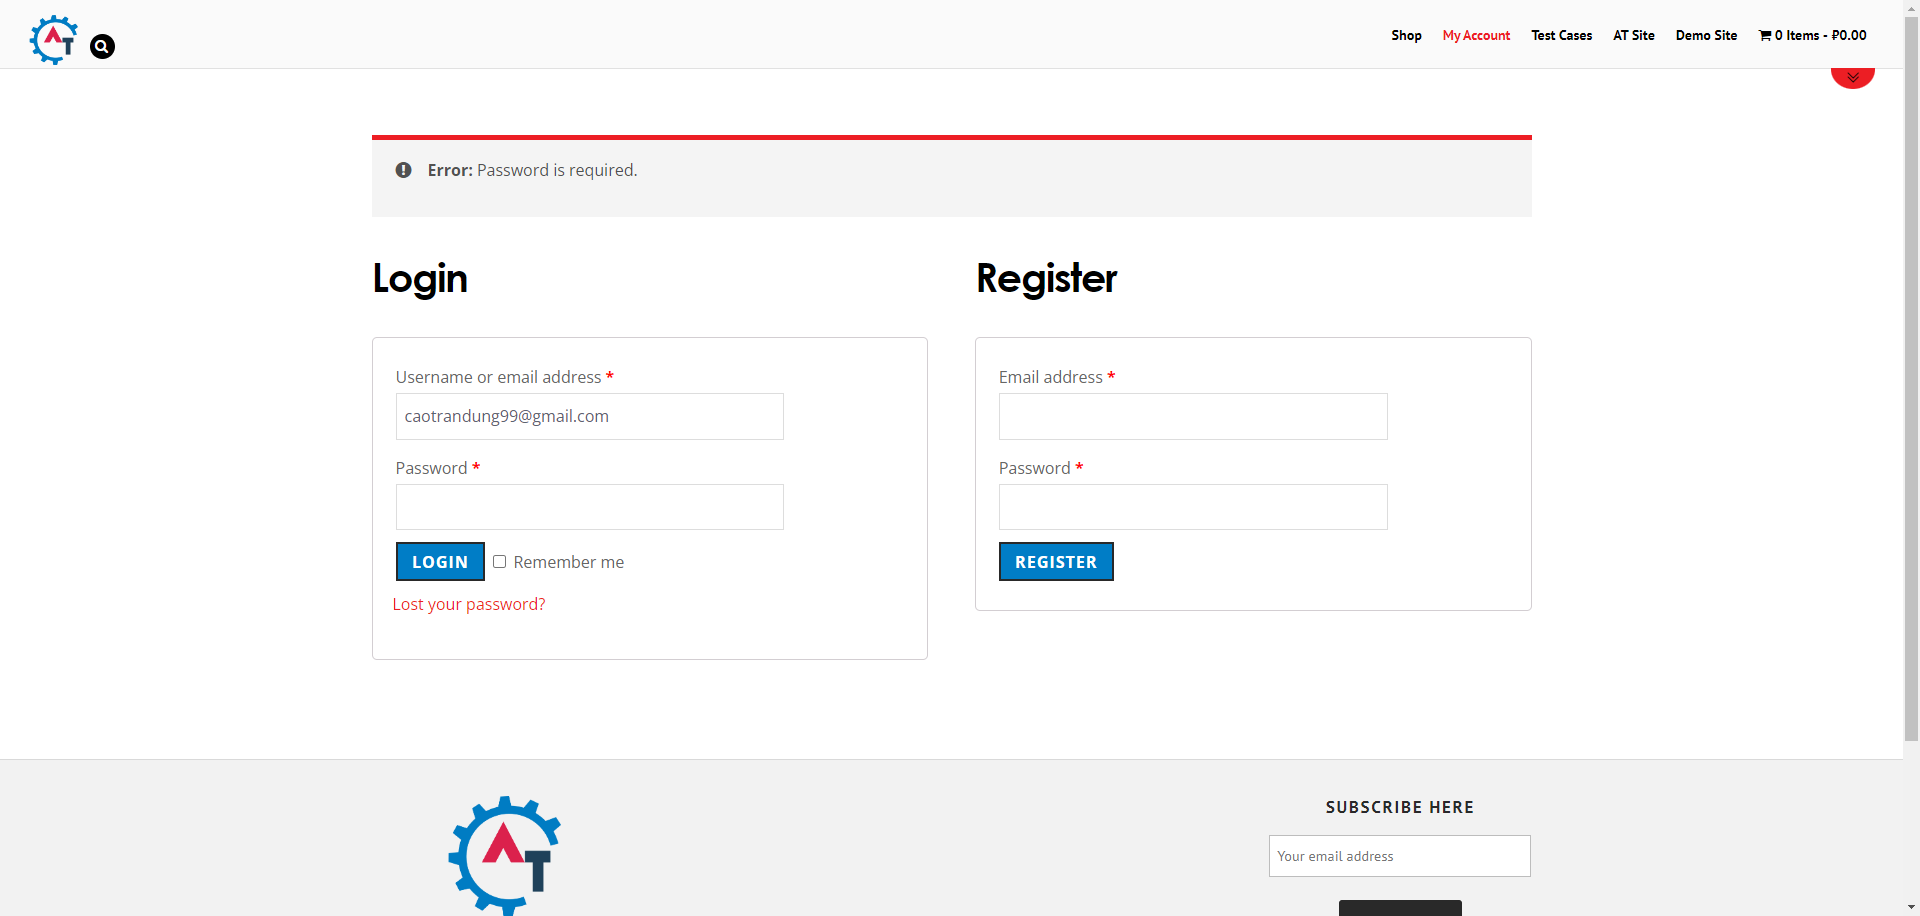 AT
Shop
My Account
Test Cases
AT Site
Demo Site
0 Items - ₽0.00
Error: Password is required.
Login
Username or email address *
caotrandung99@gmail.com
Password *
LOGIN
Remember me
Lost your password?
Register
Email address *
Password *
REGISTER
AT
SUBSCRIBE HERE
Your email address